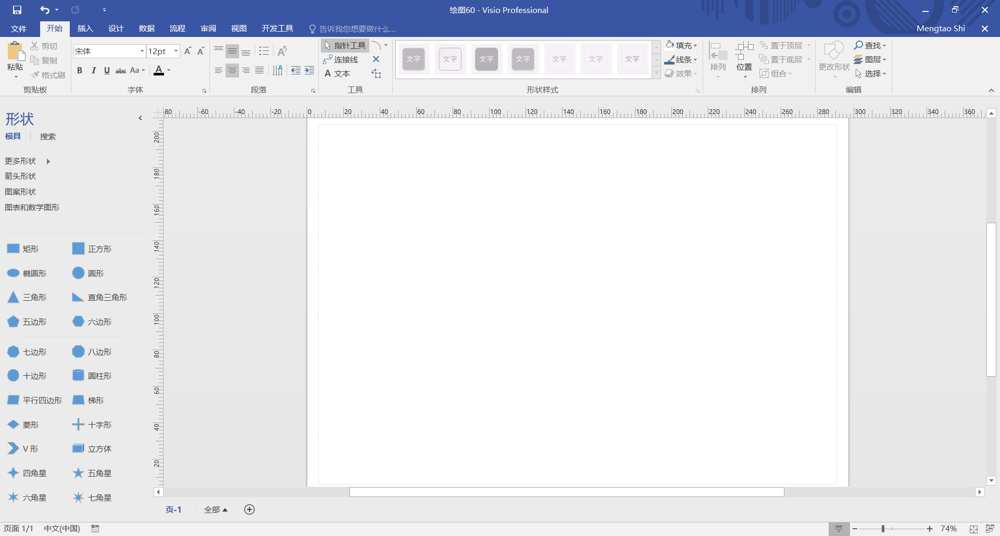 绘图60 - Visio Professional
文件 开始 插入 设计 数据 流程 审阅 视图 开发工具 告诉我您想要做什么... Mengtao Shi
粘贴 剪切 复制 格式刷 剪贴板
宋体 12pt A A
B I U abc Aa A 字体
段落
指针工具 连接线 A 文本 工具
文字 文字 文字 文字 文字 文字 文字 形状样式
填充 线条 效果
排列 位置 置于顶层 置于底层 组合 排列
更改形状 查找 图层 选择 编辑
形状
模具 搜索
更多形状
箭头形状
图案形状
图表和数学图形
矩形 正方形
椭圆形 圆形
三角形 直角三角形
五边形 六边形
七边形 八边形
十边形 圆柱形
平行四边形 梯形
菱形 十字形
V 形 立方体
四角星 五角星
六角星 七角星
-80 -60 -40 -20 0 20 40 60 80 100 120 140 160 180 200 220 240 260 280 300 320 340 360
200
180
160
140
120
100
80
60
40
20
页-1 全部
页面 1/1 中文(中国) 74%